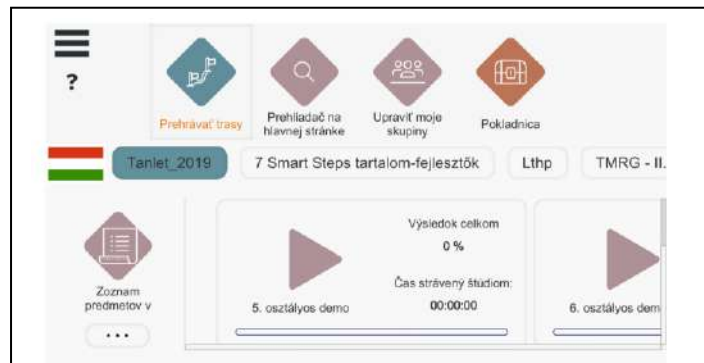 ?
Prehrávať trasy
Prehliadač na
hlavnej stránke
Upraviť moje
skupiny
Pokladnica
Tanlet_2019
7 Smart Steps tartalom-fejlesztők
Lthp
TMRG - II.
Zoznam
predmetov v
...
5. osztályos demo
Výsledok celkom
0 %
Čas strávený štúdiom:
00:00:00
6. osztályos dem